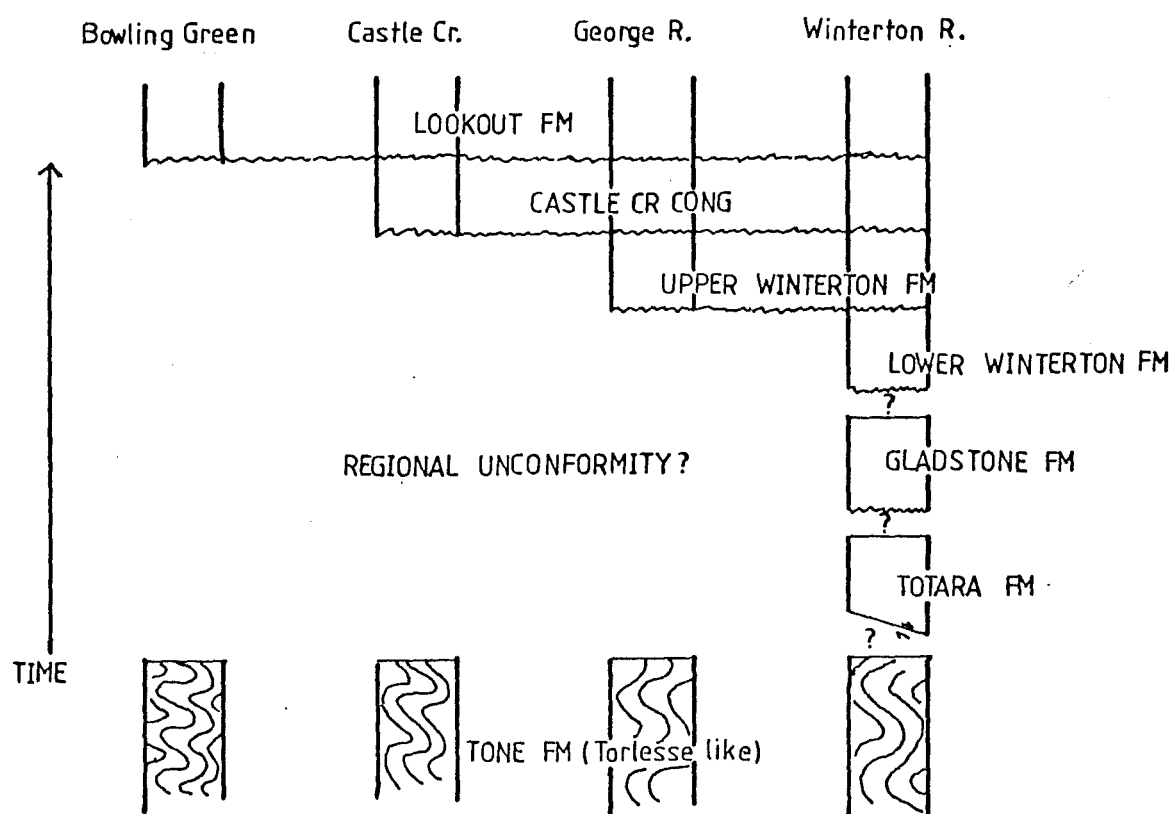 Bowling Green
Castle Cr.
George R.
Winterton R.
LOOKOUT FM
CASTLE CR CONG
UPPER WINTERTON FM
LOWER WINTERTON FM
?
REGIONAL UNCONFORMITY?
GLADSTONE FM
?
TOTARA FM
?
TIME
TONE FM (Torlesse like)